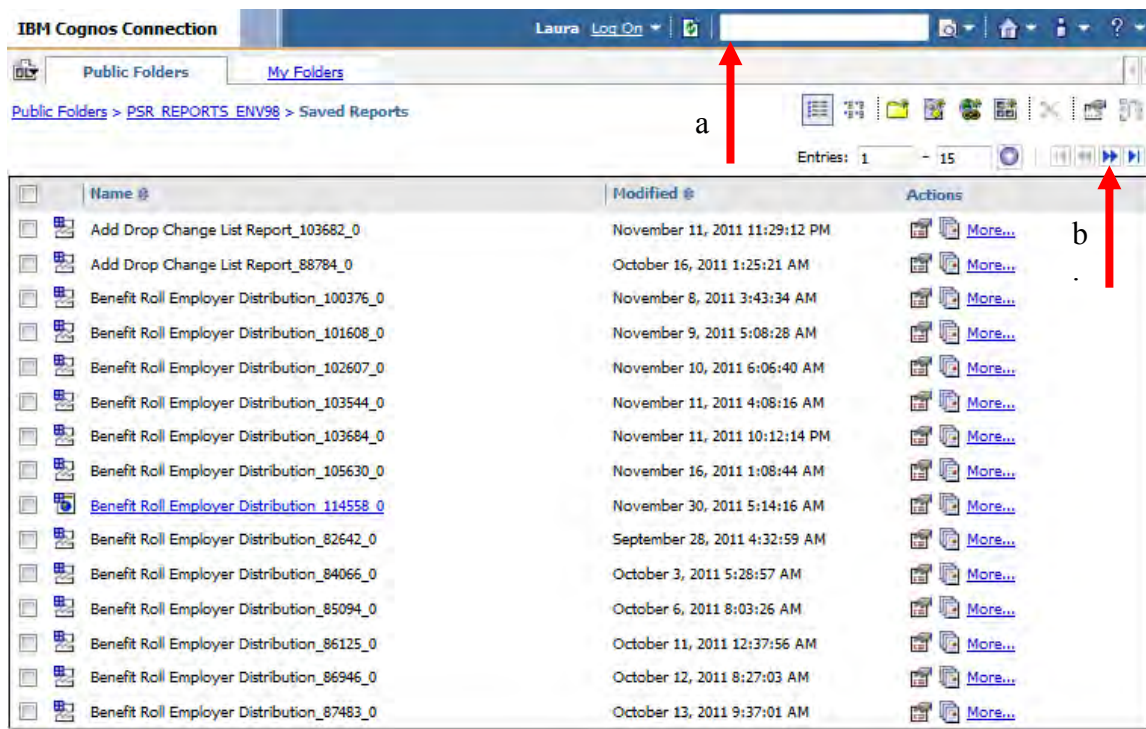 IBM Cognos Connection Laura Log On ?
Public Folders My Folders
Public Folders > PSR REPORTS ENV98 > Saved Reports
a
Entries: 1 - 15
Name Modified Actions
b
Add Drop Change List Report_103682_0 November 11, 2011 11:29:12 PM More...
Add Drop Change List Report_88784_0 October 16, 2011 1:25:21 AM More...
.
Benefit Roll Employer Distribution_100376_0 November 8, 2011 3:43:34 AM More...
Benefit Roll Employer Distribution_101608_0 November 9, 2011 5:08:28 AM More...
Benefit Roll Employer Distribution_102607_0 November 10, 2011 6:06:40 AM More...
Benefit Roll Employer Distribution_103544_0 November 11, 2011 4:08:16 AM More...
Benefit Roll Employer Distribution_103684_0 November 11, 2011 10:12:14 PM More...
Benefit Roll Employer Distribution_105630_0 November 16, 2011 1:08:44 AM More...
Benefit Roll Employer Distribution_114558_0 November 30, 2011 5:14:16 AM More...
Benefit Roll Employer Distribution_82642_0 September 28, 2011 4:32:59 AM More...
Benefit Roll Employer Distribution_84066_0 October 3, 2011 5:28:57 AM More...
Benefit Roll Employer Distribution_85094_0 October 6, 2011 8:03:26 AM More...
Benefit Roll Employer Distribution_86125_0 October 11, 2011 12:37:56 AM More...
Benefit Roll Employer Distribution_86946_0 October 12, 2011 8:27:03 AM More...
Benefit Roll Employer Distribution_87483_0 October 13, 2011 9:37:01 AM More...